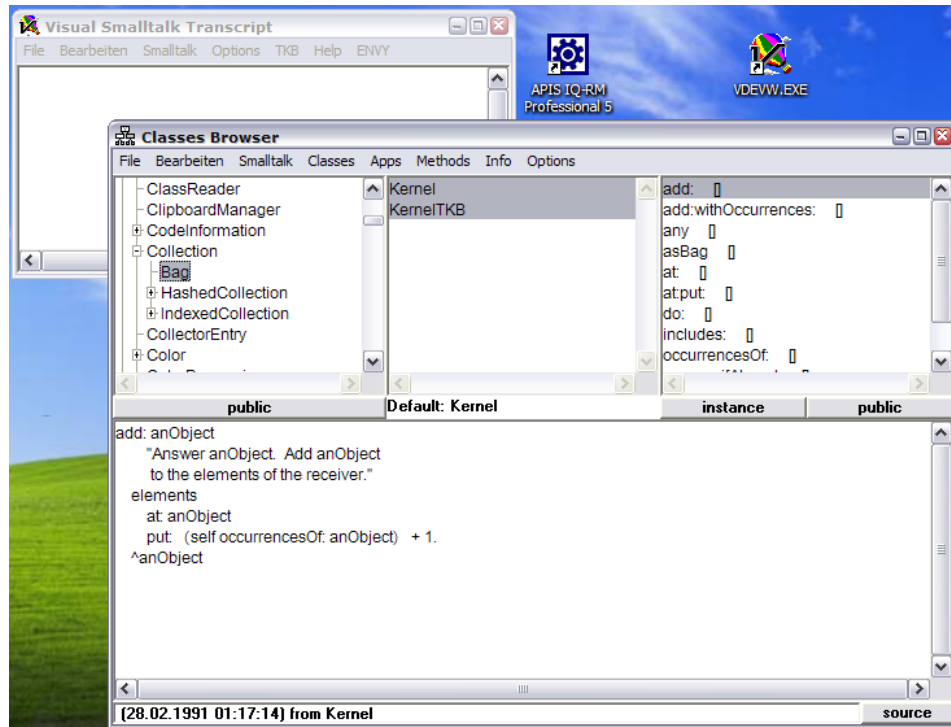 Visual Smalltalk Transcript
File Bearbeiten Smalltalk Options TKB Help ENVY
APIS IQ-RM
Professional 5
VDEVW.EXE
Classes Browser
File Bearbeiten Smalltalk Classes Apps Methods Info Options
ClassReader
ClipboardManager
CodeInformation
Collection
Bag
HashedCollection
IndexedCollection
CollectorEntry
Color
Kernel
KernelTKB
add: []
add:withOccurrences: []
any []
asBag []
at: []
at:put: []
do: []
includes: []
occurrencesOf: []
public
Default: Kernel
instance
public
add: anObject
"Answer anObject. Add anObject
to the elements of the receiver."
elements
at: anObject
put: (self occurrencesOf: anObject) + 1.
^anObject
(28.02.1991 01:17:14) from Kernel
source